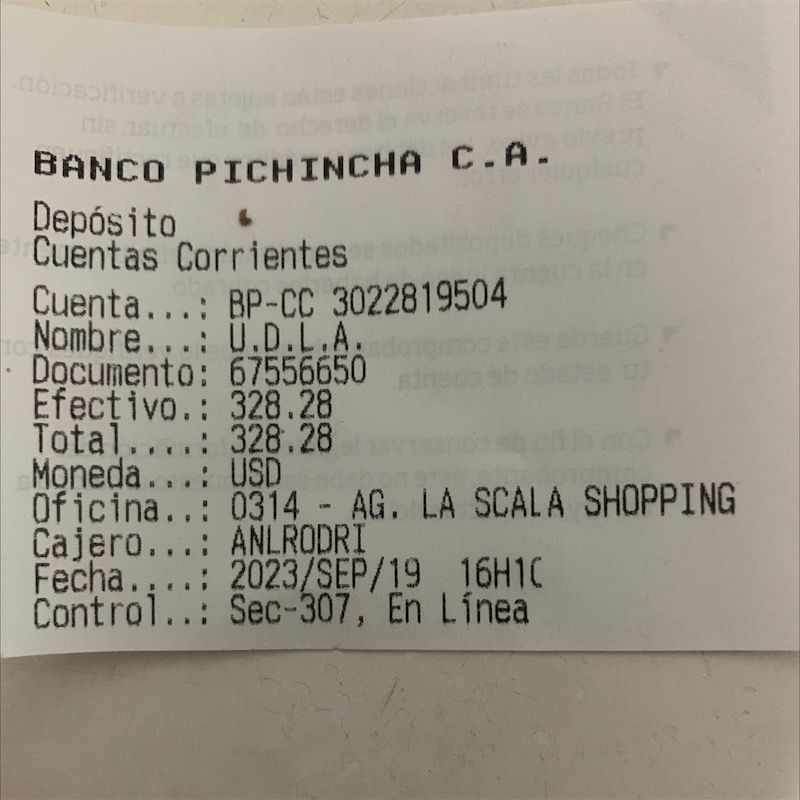 BANCO PICHINCHA C.A.
Depósito
Cuentas Corrientes
Cuenta...: BP-CC 3022819504
Nombre...: U.D.L.A.
Documento: 67556650
Efectivo.: 328.28
Total....: 328.28
Moneda...: USD
Oficina..: 0314 - AG. LA SCALA SHOPPING
Cajero...: ANLRODRI
Fecha....: 2023/SEP/19
Control..: Sec-307, En Línea